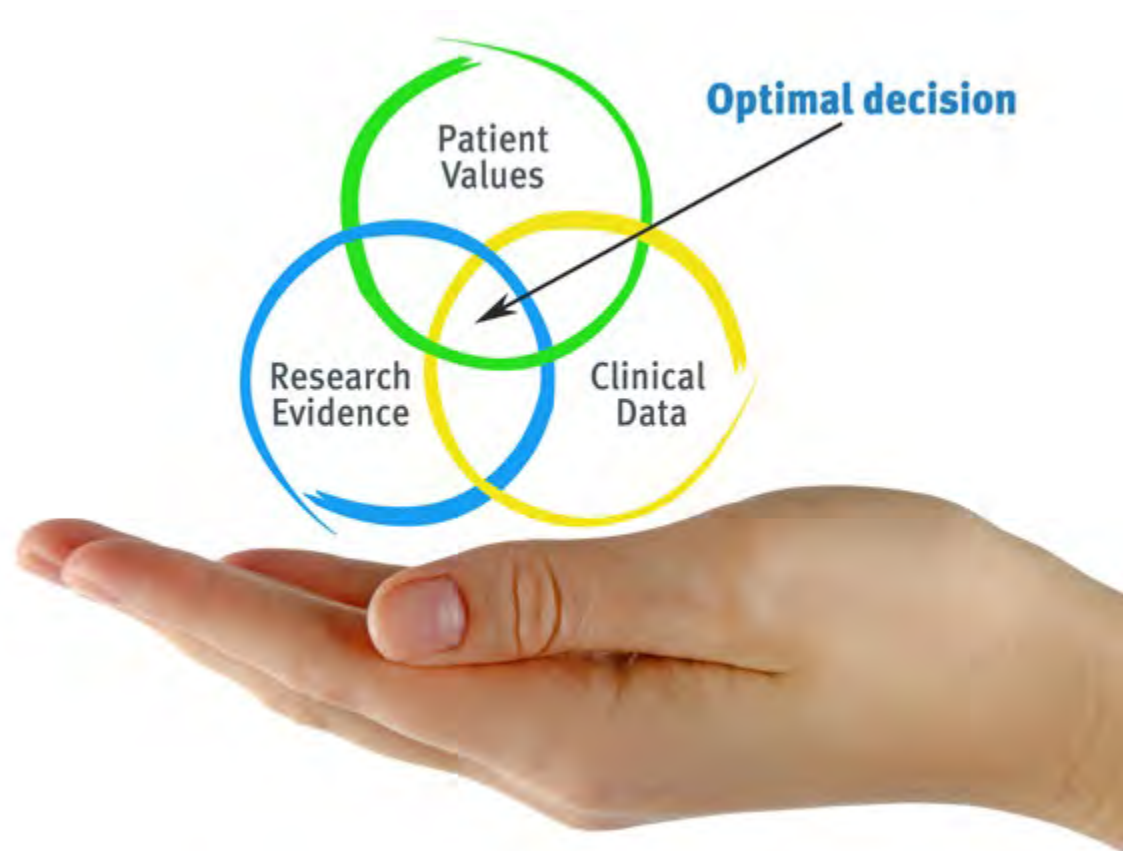 Patient
Values
Optimal decision
Research
Evidence
Clinical
Data